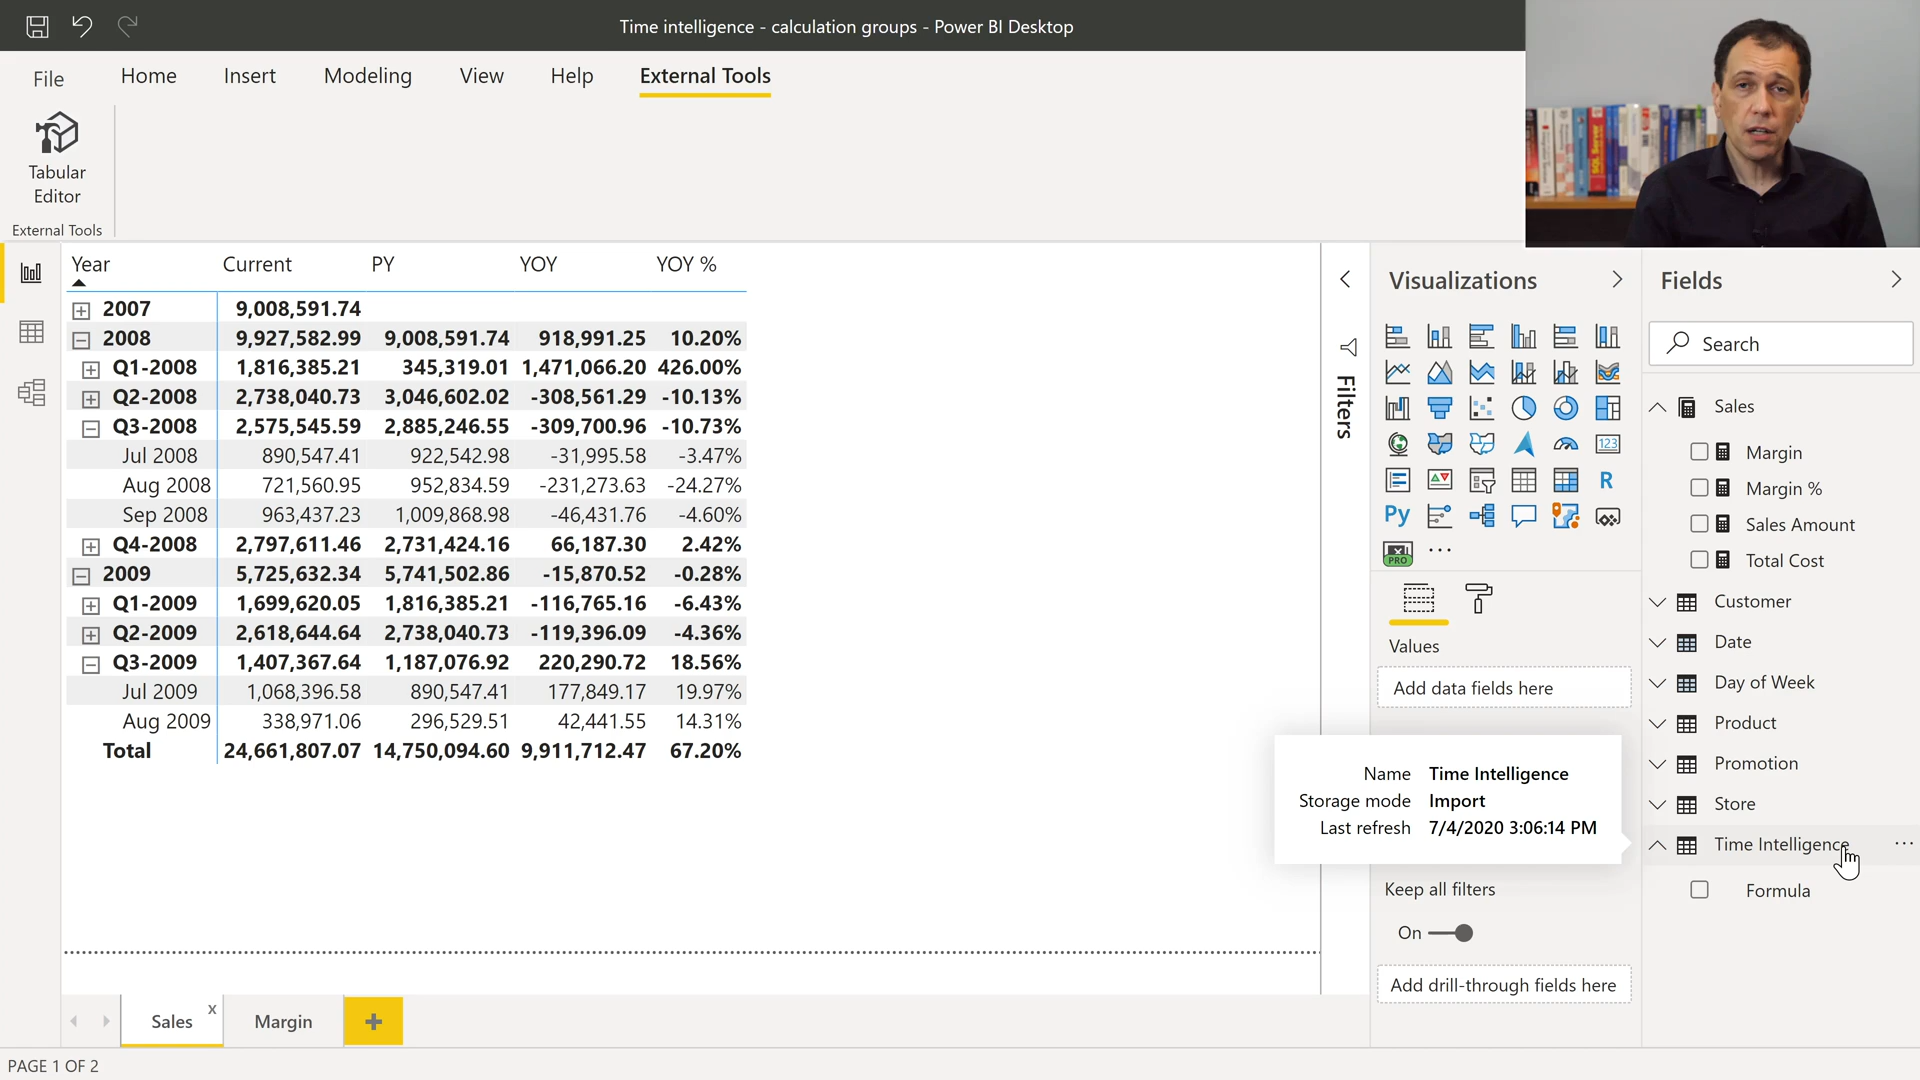 Time intelligence - calculation groups - Power BI Desktop
File Home Insert Modeling View Help External Tools
Tabular
Editor
External Tools
SQL Server
Year Current PY YOY YOY %
2007 9,008,591.74
2008 9,927,582.99 9,008,591.74 918,991.25 10.20%
Q1-2008 1,816,385.21 345,319.01 1,471,066.20 426.00%
Q2-2008 2,738,040.73 3,046,602.02 -308,561.29 -10.13%
Q3-2008 2,575,545.59 2,885,246.55 -309,700.96 -10.73%
Jul 2008 890,547.41 922,542.98 -31,995.58 -3.47%
Aug 2008 721,560.95 952,834.59 -231,273.63 -24.27%
Sep 2008 963,437.23 1,009,868.98 -46,431.76 -4.60%
Q4-2008 2,797,611.46 2,731,424.16 66,187.30 2.42%
2009 5,725,632.34 5,741,502.86 -15,870.52 -0.28%
Q1-2009 1,699,620.05 1,816,385.21 -116,765.16 -6.43%
Q2-2009 2,618,644.64 2,738,040.73 -119,396.09 -4.36%
Q3-2009 1,407,367.64 1,187,076.92 220,290.72 18.56%
Jul 2009 1,068,396.58 890,547.41 177,849.17 19.97%
Aug 2009 338,971.06 296,529.51 42,441.55 14.31%
Total 24,661,807.07 14,750,094.60 9,911,712.47 67.20%
Filters
Visualizations
123
R
Py
PRO
Values
Add data fields here
Name Time Intelligence
Storage mode Import
Last refresh 7/4/2020 3:06:14 PM
Keep all filters
On
Add drill-through fields here
Fields
Search
Sales
Margin
Margin %
Sales Amount
Total Cost
Customer
Date
Day of Week
Product
Promotion
Store
Time Intelligence
Formula
Sales x Margin
PAGE 1 OF 2